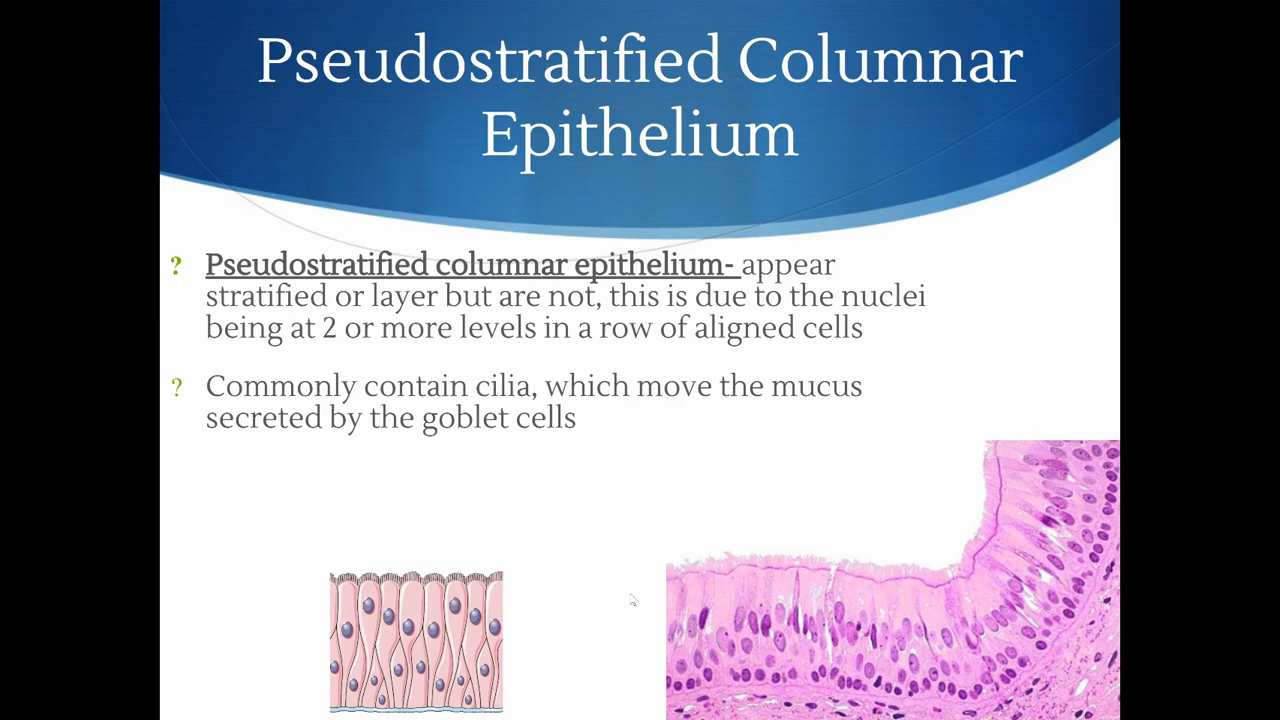 Pseudostratified Columnar
Epithelium
? Pseudostratified columnar epithelium- appear
stratified or layer but are not, this is due to the nuclei
being at 2 or more levels in a row of aligned cells
? Commonly contain cilia, which move the mucus
secreted by the goblet cells